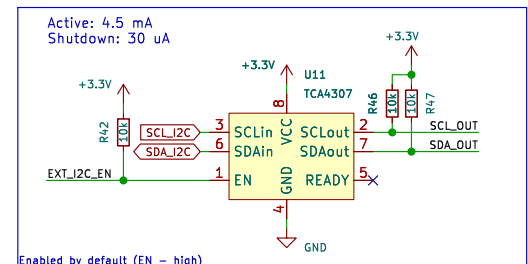 Active: 4.5 mA
Shutdown: 30 uA
+3.3V
+3.3V
+3.3V
U11
TCA4307
R42
10k
R46
10k
R47
10k
8
VCC
SCL_I2C
3
SCLin
SCLout
2
SCL_OUT
SDA_I2C
6
SDAin
SDAout
7
SDA_OUT
EXT_I2C_EN
1
EN
GND
READY
5
4
GND
Enabled by default (EN - high)